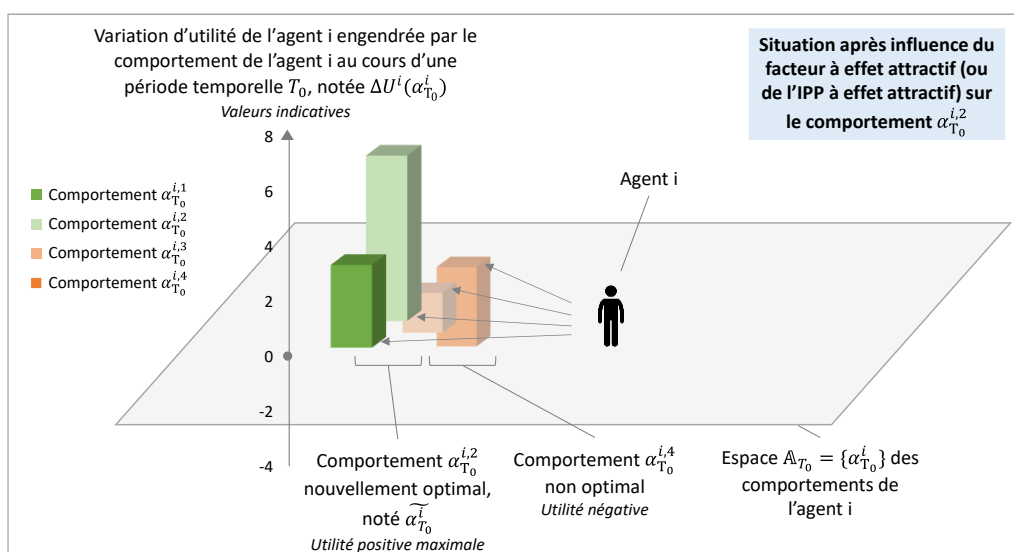 Variation d’utilité de l’agent i engendrée par le
comportement de l’agent i au cours d’une
période temporelle T₀, notée ΔUⁱ(αⁱ_T₀)
Valeurs indicatives
Situation après influence du
facteur à effet attractif (ou
de l’IPP à effet attractif) sur
le comportement α^{i,2}_T₀
8
6
4
2
0
-2
-4
Comportement α^{i,1}_T₀
Comportement α^{i,2}_T₀
Comportement α^{i,3}_T₀
Comportement α^{i,4}_T₀
Agent i
Comportement α^{i,2}_T₀
nouvellement optimal,
noté α̃ⁱ_T₀
Utilité positive maximale
Comportement α^{i,4}_T₀
non optimal
Utilité négative
Espace 𝔸_T₀ = {αⁱ_T₀} des
comportements de
l’agent i